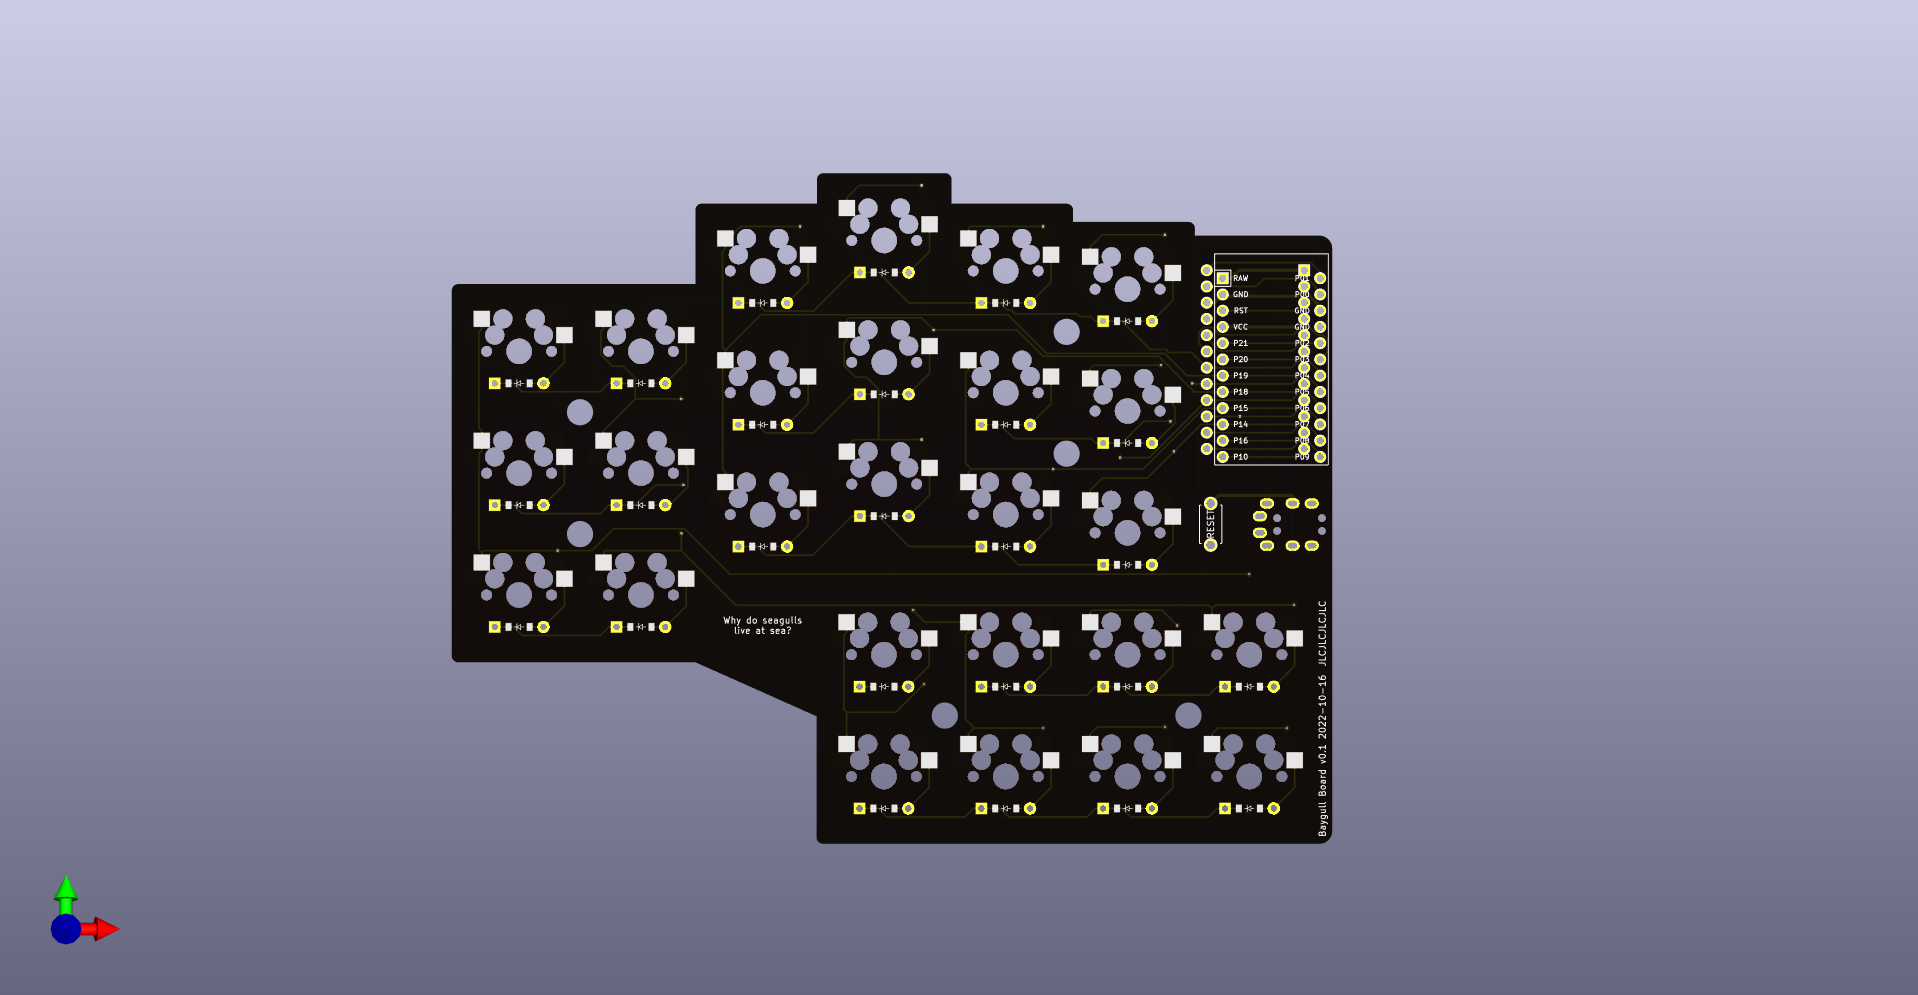 RAW
GND
RST
VCC
P21
P20
P19
P18
P15
P14
P16
P10
P09
RESET
Why do seagulls
live at sea?
Baygull Board v0.1 2022-10-16 JLCJLCJLCJLC